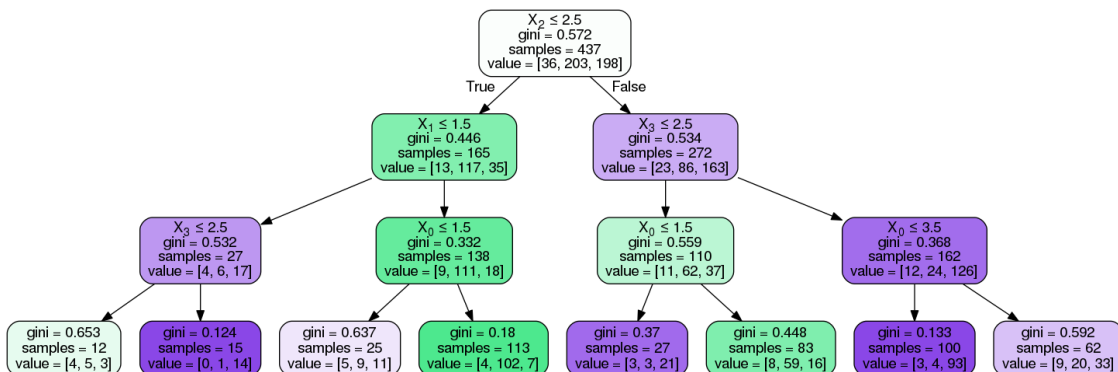 X₂ ≤ 2.5
gini = 0.572
samples = 437
value = [36, 203, 198]
True
False
X₁ ≤ 1.5
gini = 0.446
samples = 165
value = [13, 117, 35]
X₃ ≤ 2.5
gini = 0.534
samples = 272
value = [23, 86, 163]
X₃ ≤ 2.5
gini = 0.532
samples = 27
value = [4, 6, 17]
X₀ ≤ 1.5
gini = 0.332
samples = 138
value = [9, 111, 18]
X₀ ≤ 1.5
gini = 0.559
samples = 110
value = [11, 62, 37]
X₀ ≤ 3.5
gini = 0.368
samples = 162
value = [12, 24, 126]
gini = 0.653
samples = 12
value = [4, 5, 3]
gini = 0.124
samples = 15
value = [0, 1, 14]
gini = 0.637
samples = 25
value = [5, 9, 11]
gini = 0.18
samples = 113
value = [4, 102, 7]
gini = 0.37
samples = 27
value = [3, 3, 21]
gini = 0.448
samples = 83
value = [8, 59, 16]
gini = 0.133
samples = 100
value = [3, 4, 93]
gini = 0.592
samples = 62
value = [9, 20, 33]